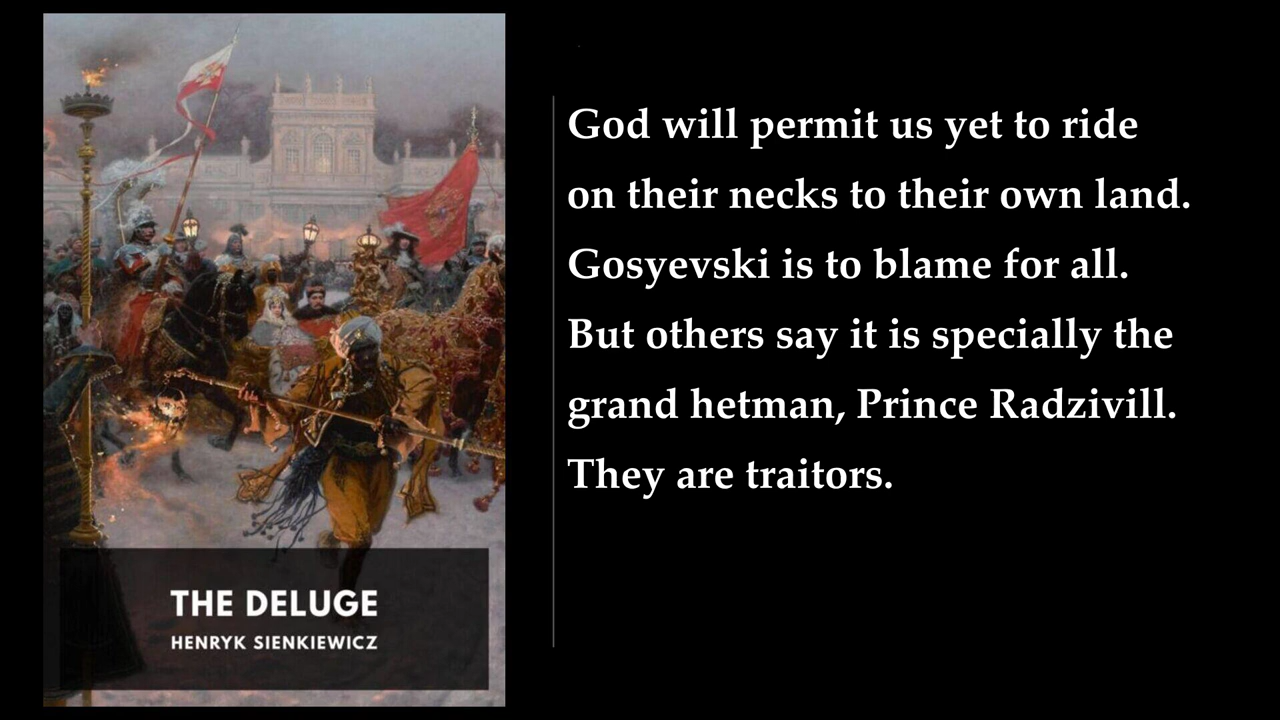 God will permit us yet to ride
on their necks to their own land.
Gosyevski is to blame for all.
But others say it is specially the
grand hetman, Prince Radzivill.
They are traitors.
THE DELUGE
HENRYK SIENKIEWICZ